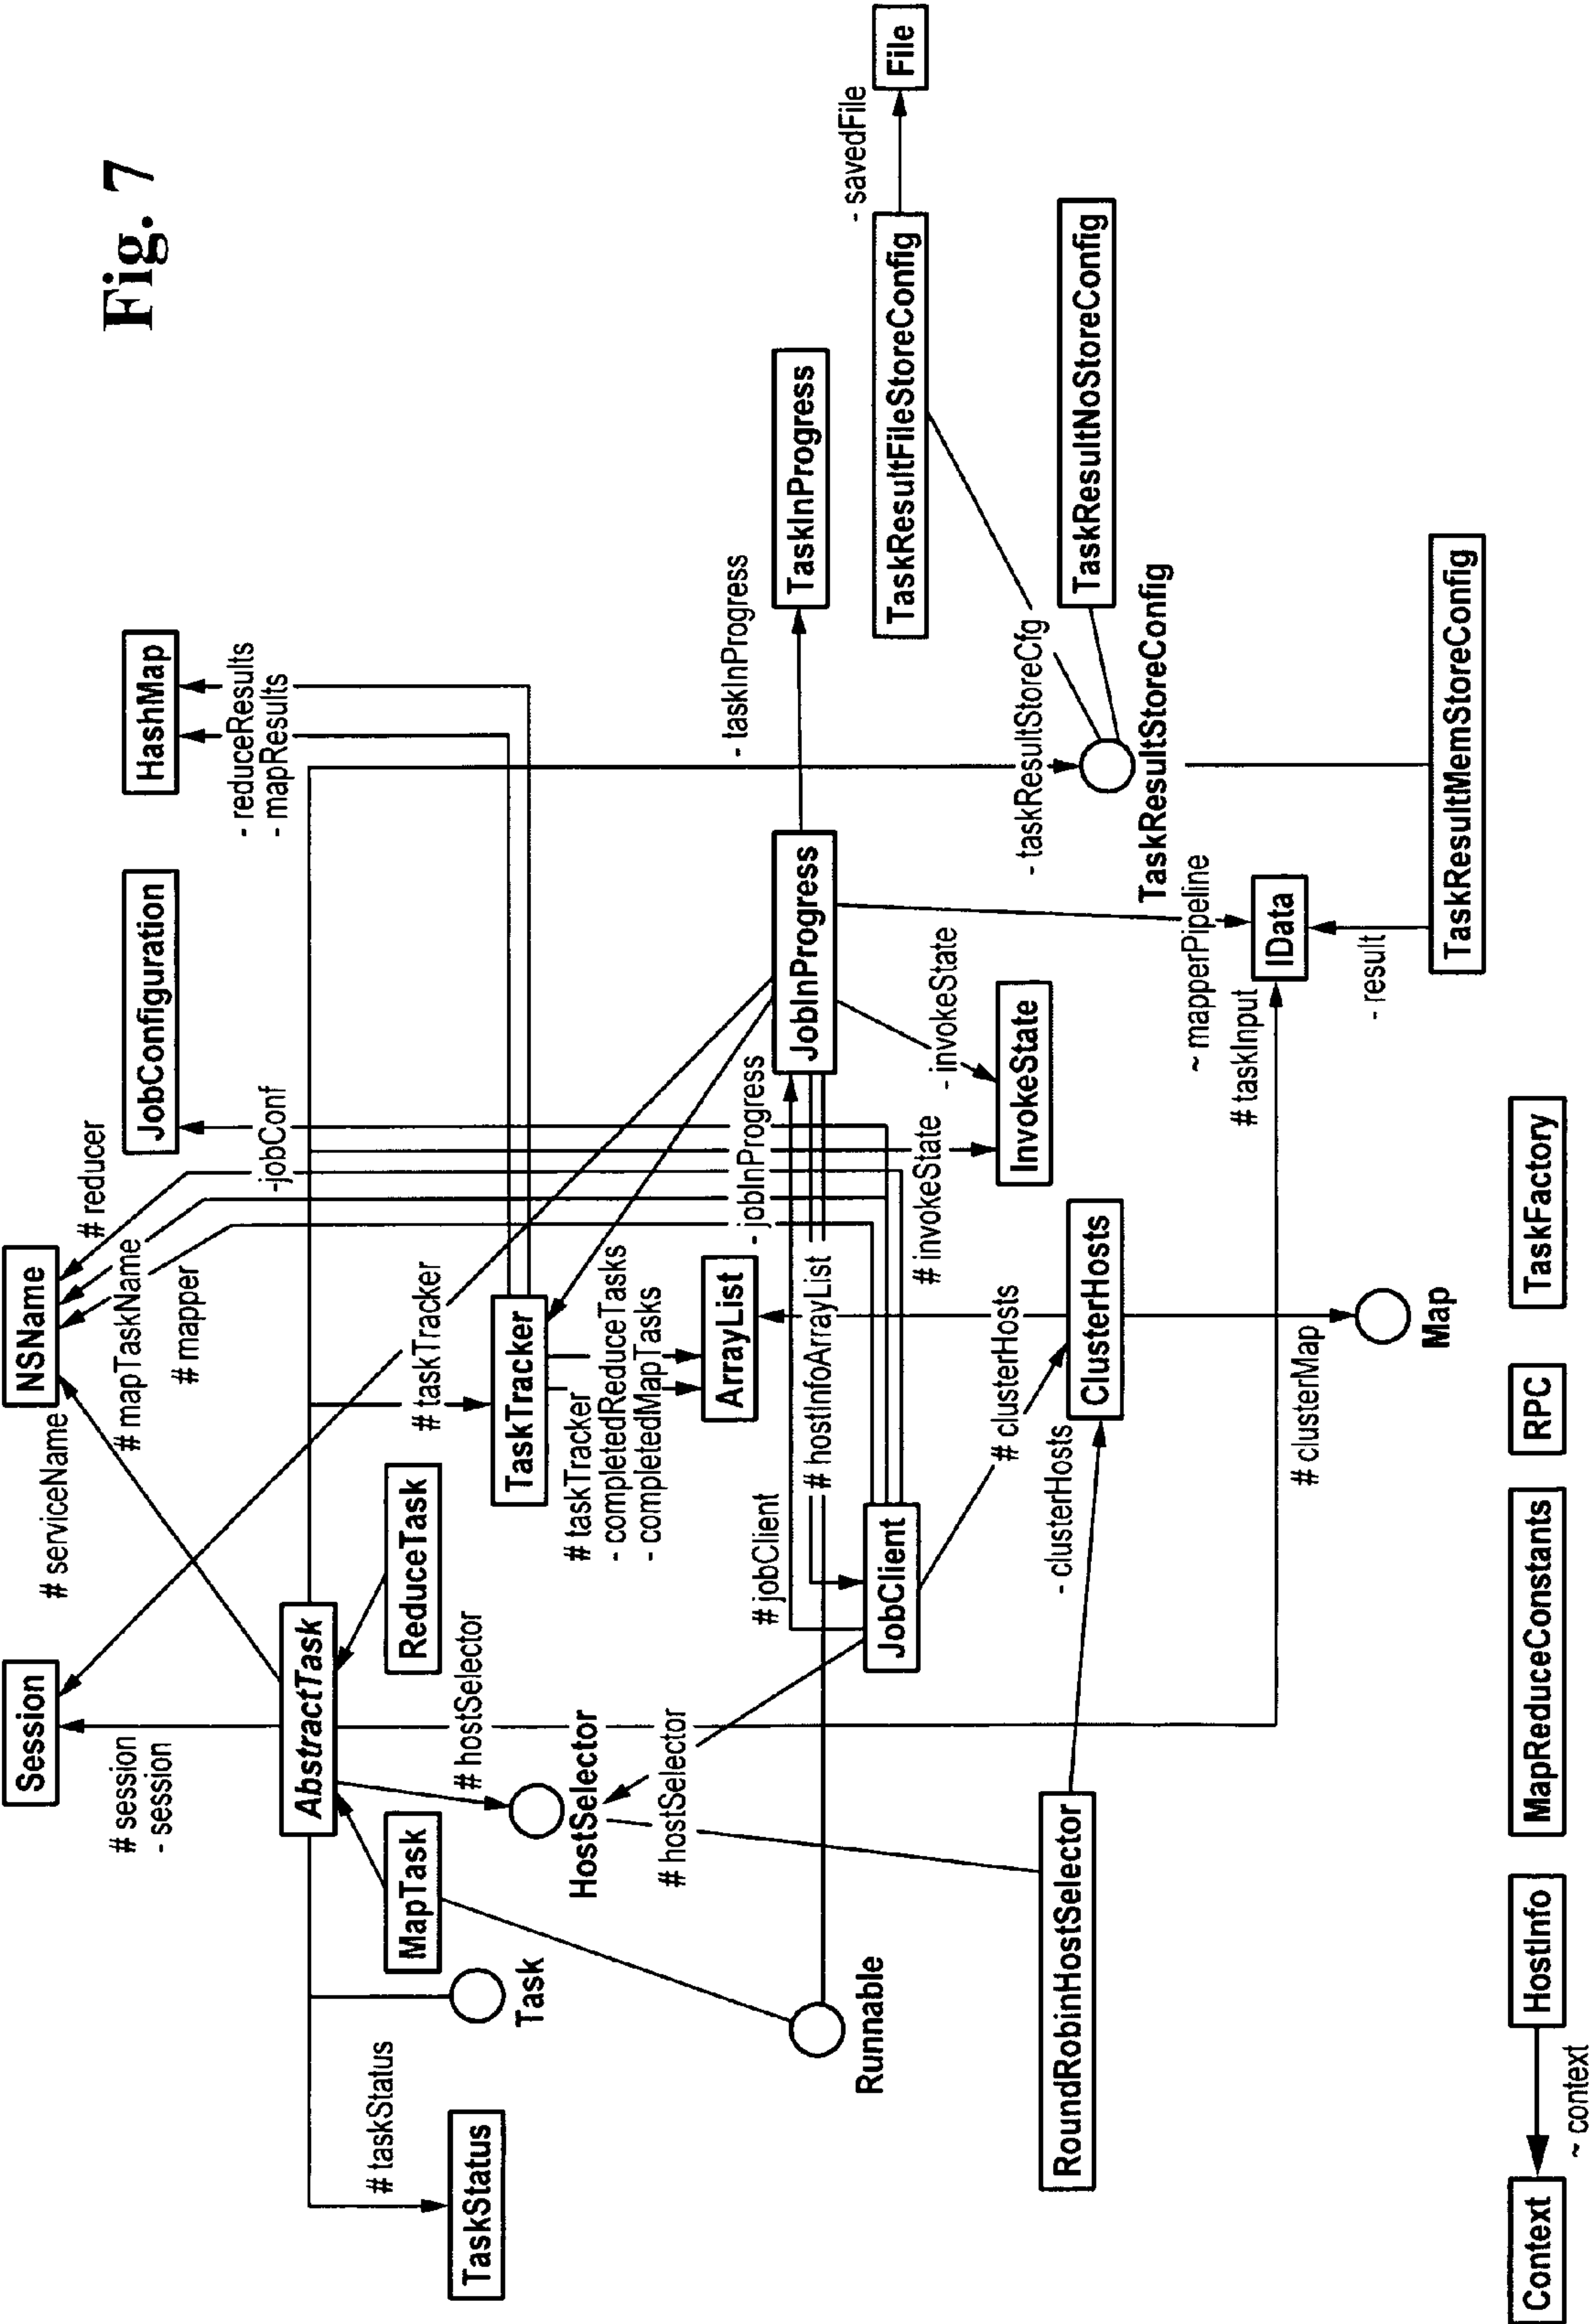 Fig. 7
Session
NSName
# serviceName
# reducer
# mapTaskName
# mapper
# session
- session
JobConfiguration
HashMap
-jobConf
- reduceResults
- mapResults
AbstractTask
MapTask
ReduceTask
# taskStatus
TaskStatus
Task
# hostSelector
HostSelector
# hostSelector
# taskTracker
TaskTracker
# taskTracker
- completedReduceTasks
- completedMapTasks
ArrayList
- jobInProgress
- taskInProgress
TaskInProgress
JobInProgress
# jobClient
# hostInfoArrayList
JobClient
Runnable
# invokeState
- invokeState
InvokeState
- savedFile
File
TaskResultFileStoreConfig
- taskResultStoreCfg
TaskResultNoStoreConfig
TaskResultStoreConfig
# clusterHosts
- clusterHosts
ClusterHosts
RoundRobinHostSelector
~ mapperPipeline
# taskInput
IData
- result
TaskResultMemStoreConfig
# clusterMap
Map
Context
~ context
HostInfo
MapReduceConstants
RPC
TaskFactory